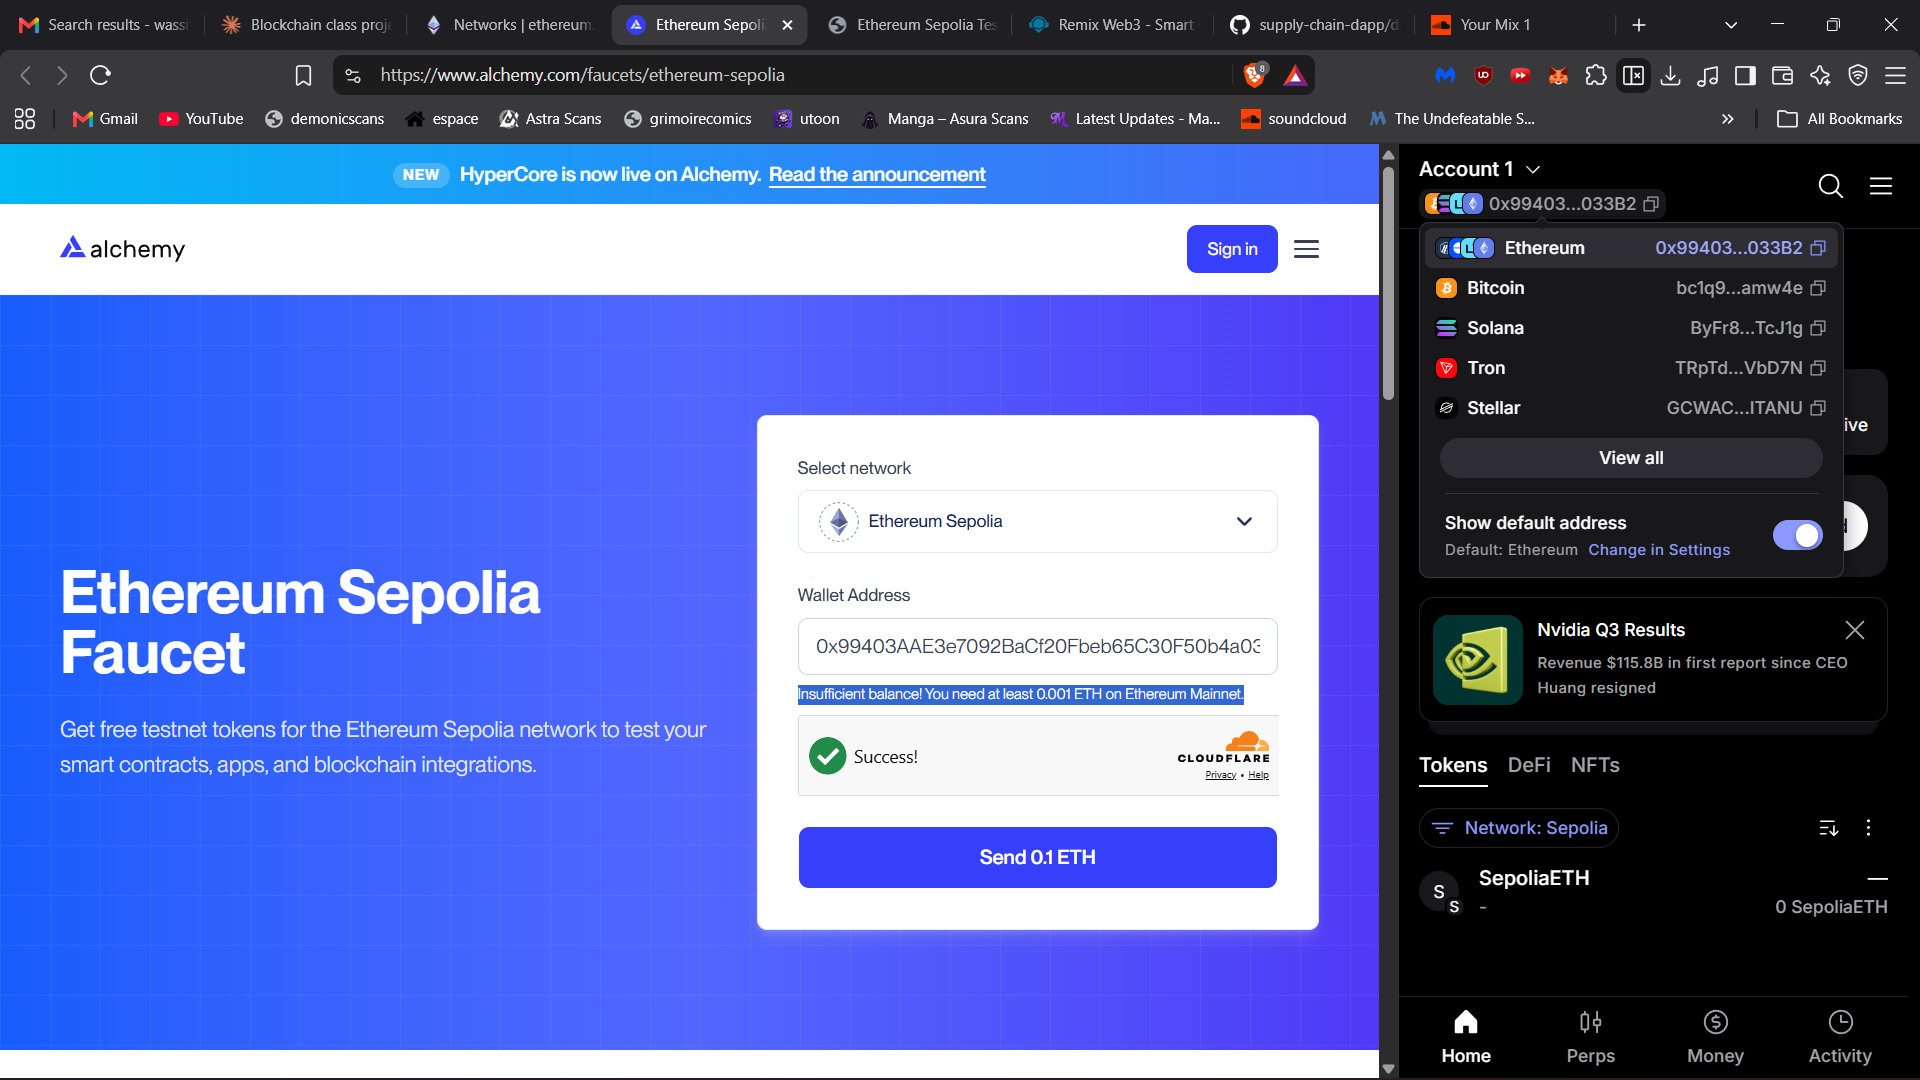 Search results - wassi
Blockchain class proje
Networks | ethereum.
Ethereum Sepoli
Ethereum Sepolia Tes
Remix Web3 - Smart
supply-chain-dapp/d
Your Mix 1
https://www.alchemy.com/faucets/ethereum-sepolia
8
Gmail
YouTube
demonicscans
espace
Astra Scans
grimoirecomics
utoon
Manga – Asura Scans
Latest Updates - Ma...
soundcloud
The Undefeatable S...
All Bookmarks
NEW HyperCore is now live on Alchemy. Read the announcement
alchemy
Sign in
Ethereum Sepolia
Faucet
Get free testnet tokens for the Ethereum Sepolia network to test your
smart contracts, apps, and blockchain integrations.
Select network
Ethereum Sepolia
Wallet Address
0x99403AAE3e7092BaCf20Fbeb65C30F50b4a03
Insufficient balance! You need at least 0.001 ETH on Ethereum Mainnet.
Success!
CLOUDFLARE
Privacy • Help
Send 0.1 ETH
Account 1
0x99403...033B2
Ethereum 0x99403...033B2
Bitcoin bc1q9...amw4e
Solana ByFr8...TcJ1g
Tron TRpTd...VbD7N
Stellar GCWAC...ITANU
ive
View all
Show default address
Default: Ethereum Change in Settings
Nvidia Q3 Results
Revenue $115.8B in first report since CEO
Huang resigned
Tokens DeFi NFTs
Network: Sepolia
S
S
SepoliaETH —
- 0 SepoliaETH
Home Perps Money Activity